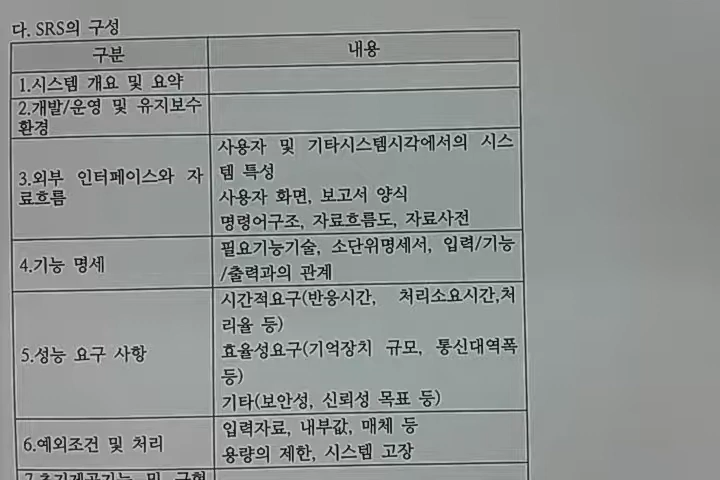 다. SRS의 구성
구분
내용
1.시스템 개요 및 요약
2.개발/운영 및 유지보수
환경
3.외부 인터페이스와 자
료흐름
사용자 및 기타시스템시각에서의 시스
템 특성
사용자 화면, 보고서 양식
명령어구조, 자료흐름도, 자료사전
4.기능 명세
필요기능기술, 소단위명세서, 입력/기능
/출력과의 관계
5.성능 요구 사항
시간적요구(반응시간, 처리소요시간,처
리율 등)
효율성요구(기억장치 규모, 통신대역폭
등)
기타(보안성, 신뢰성 목표 등)
6.예외조건 및 처리
입력자료, 내부값, 매체 등
용량의 제한, 시스템 고장
7.초기제공기능 및 구현